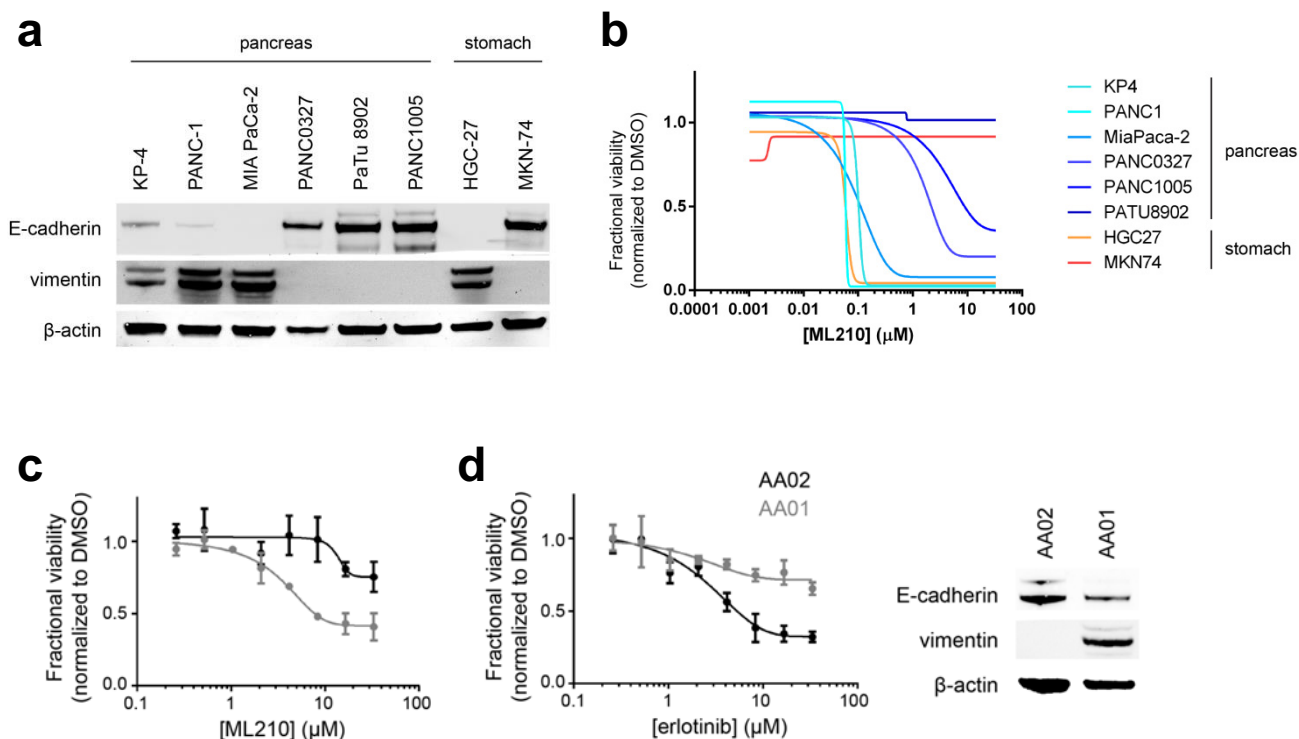 a
pancreas
stomach
KP-4
PANC-1
MIA PaCa-2
PANC0327
PaTu 8902
PANC1005
HGC-27
MKN-74
E-cadherin
vimentin
β-actin
b
Fractional viability
(normalized to DMSO)
1.0
0.5
0.0
0.0001
0.001
0.01
0.1
1
10
100
[ML210] (μM)
KP4
PANC1
MiaPaca-2
PANC0327
PANC1005
PATU8902
HGC27
MKN74
pancreas
stomach
c
Fractional viability
(normalized to DMSO)
1.0
0.5
0.0
0.1
1
10
100
[ML210] (μM)
d
Fractional viability
(normalized to DMSO)
1.0
0.5
0.0
0.1
1
10
100
[erlotinib] (μM)
AA02
AA01
AA02
AA01
E-cadherin
vimentin
β-actin